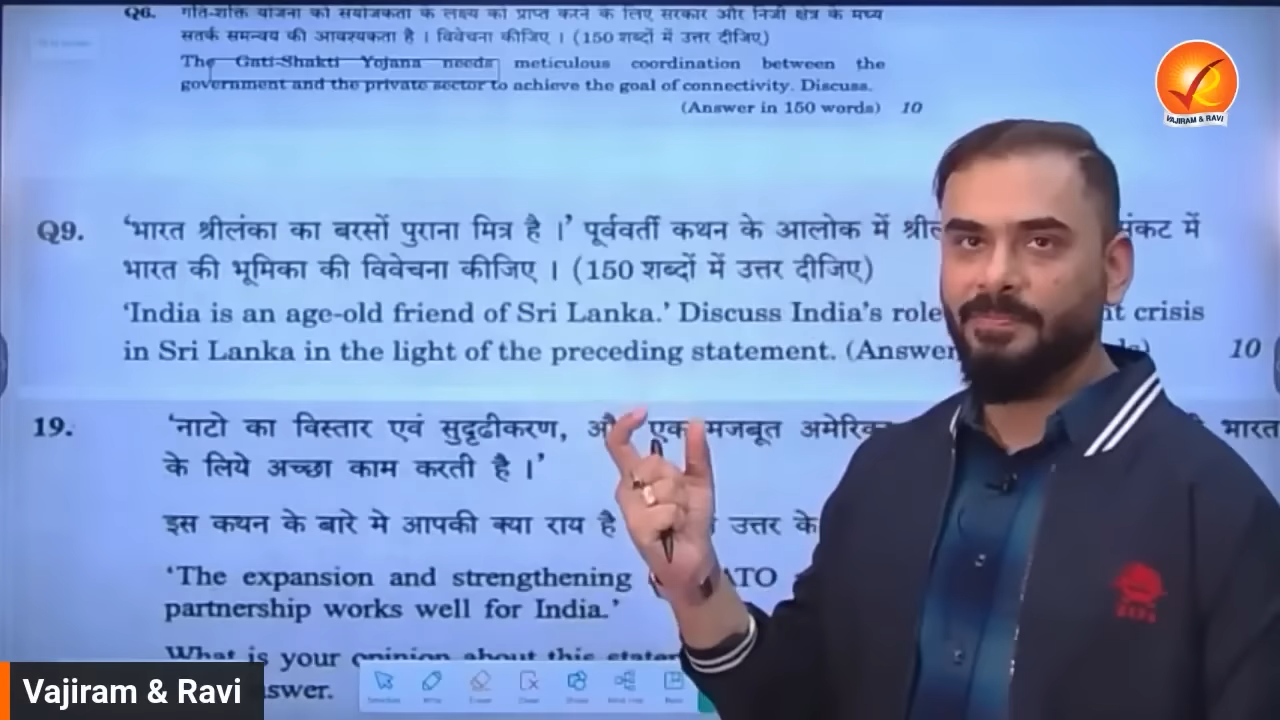 Q6. गति-शक्ति योजना को संयोजकता के लक्ष्य को प्राप्त करने के लिए सरकार और निजी क्षेत्र के मध्य
सतर्क समन्वय की आवश्यकता है । विवेचना कीजिए । (150 शब्दों में उत्तर दीजिए)
The Gati-Shakti Yojana needs meticulous coordination between the
government and the private sector to achieve the goal of connectivity. Discuss.
(Answer in 150 words) 10
VAJIRAM & RAVI
Q9. ‘भारत श्रीलंका का बरसों पुराना मित्र है ।’ पूर्ववर्ती कथन के आलोक में
भारत की भूमिका की विवेचना कीजिए । (150 शब्दों में उत्तर दीजिए)
‘India is an age-old friend of Sri Lanka.’ Discuss India’s role crisis
in Sri Lanka in the light of the preceding statement. (Answer 10
19. ‘नाटो का विस्तार एवं सुदृढीकरण, एक मजबूत भारत
के लिये अच्छा काम करती है ।’
इस कथन के बारे मे आपकी क्या राय है उत्तर के
‘The expansion and strengthening
partnership works well for India.’
What is your opinion about this
Vajiram & Ravi